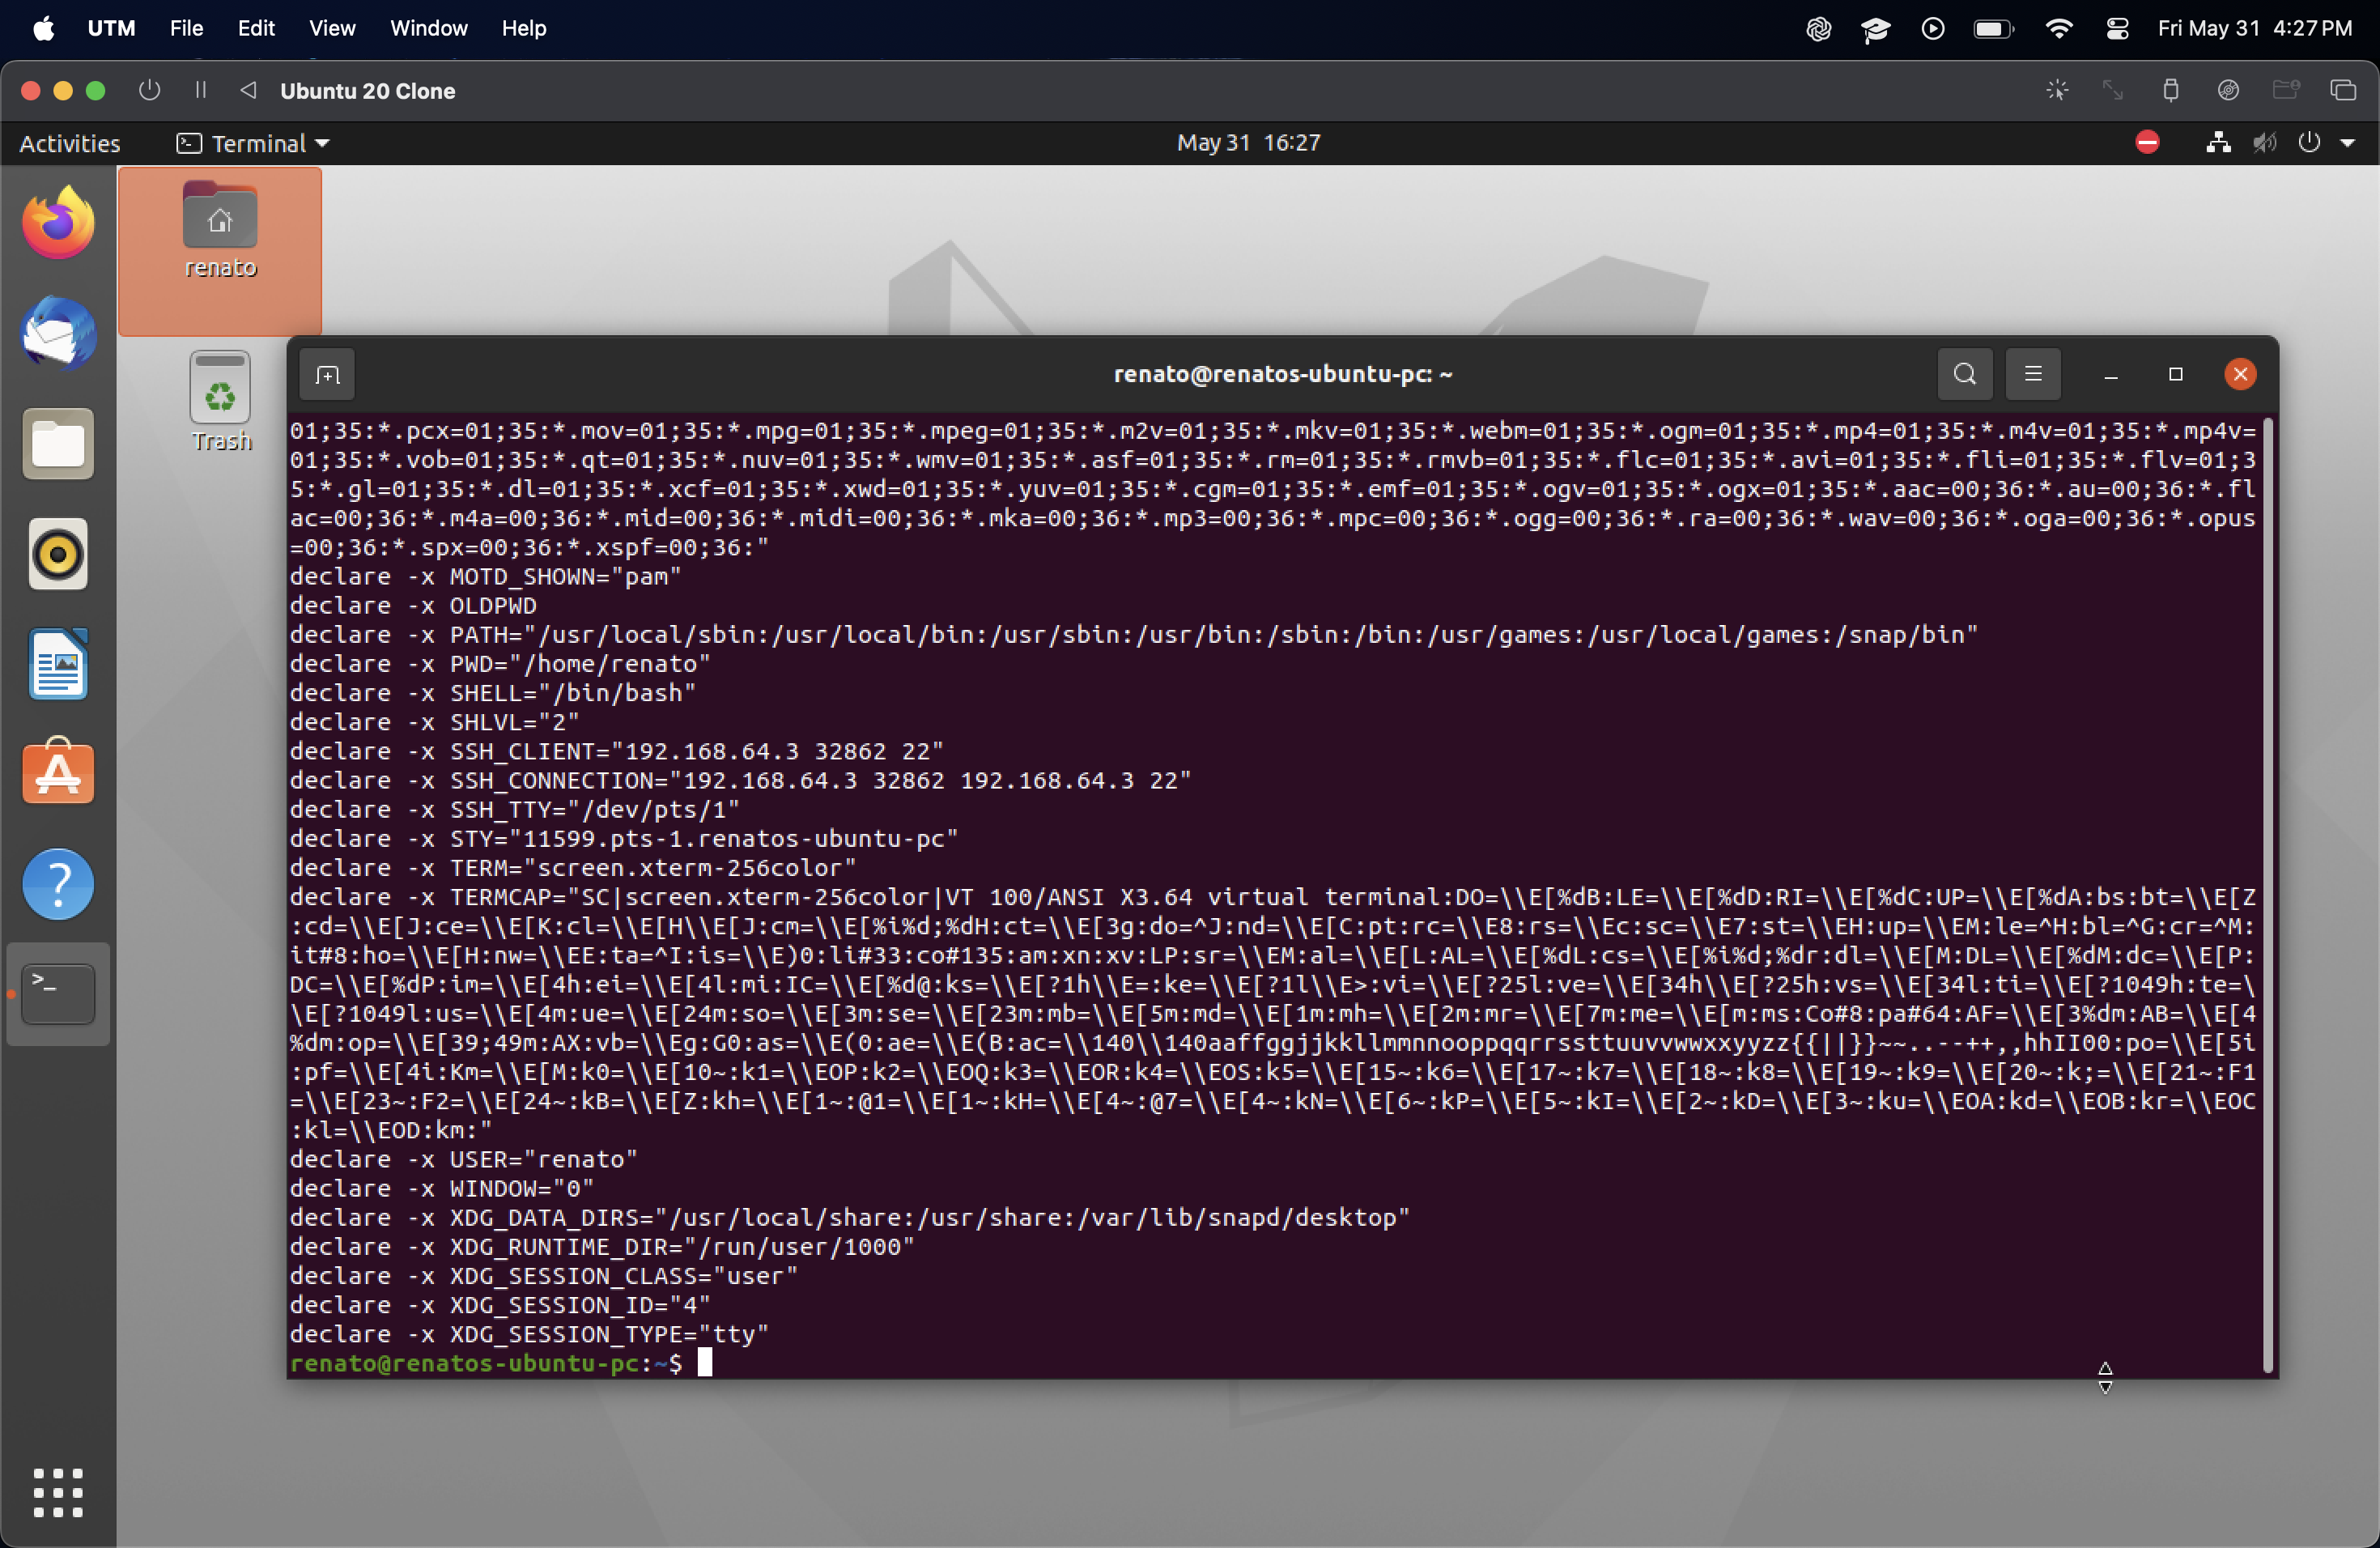 UTM File Edit View Window Help Fri May 31 4:27 PM
Ubuntu 20 Clone
Activities Terminal May 31 16:27
renato
Trash
renato@renatos-ubuntu-pc: ~
01;35:*.pcx=01;35:*.mov=01;35:*.mpg=01;35:*.mpeg=01;35:*.m2v=01;35:*.mkv=01;35:*.webm=01;35:*.ogm=01;35:*.mp4=01;35:*.m4v=01;35:*.mp4v=
01;35:*.vob=01;35:*.qt=01;35:*.nuv=01;35:*.wmv=01;35:*.asf=01;35:*.rm=01;35:*.rmvb=01;35:*.flc=01;35:*.avi=01;35:*.fli=01;35:*.flv=01;3
5:*.gl=01;35:*.dl=01;35:*.xcf=01;35:*.xwd=01;35:*.yuv=01;35:*.cgm=01;35:*.emf=01;35:*.ogv=01;35:*.ogx=01;35:*.aac=00;36:*.au=00;36:*.fl
ac=00;36:*.m4a=00;36:*.mid=00;36:*.midi=00;36:*.mka=00;36:*.mp3=00;36:*.mpc=00;36:*.ogg=00;36:*.ra=00;36:*.wav=00;36:*.oga=00;36:*.opus
=00;36:*.spx=00;36:*.xspf=00;36:"
declare -x MOTD_SHOWN="pam"
declare -x OLDPWD
declare -x PATH="/usr/local/sbin:/usr/local/bin:/usr/sbin:/usr/bin:/sbin:/bin:/usr/games:/usr/local/games:/snap/bin"
declare -x PWD="/home/renato"
declare -x SHELL="/bin/bash"
declare -x SHLVL="2"
declare -x SSH_CLIENT="192.168.64.3 32862 22"
declare -x SSH_CONNECTION="192.168.64.3 32862 192.168.64.3 22"
declare -x SSH_TTY="/dev/pts/1"
declare -x STY="11599.pts-1.renatos-ubuntu-pc"
declare -x TERM="screen.xterm-256color"
declare -x TERMCAP="SC|screen.xterm-256color|VT 100/ANSI X3.64 virtual terminal:DO=\\E[%dB:LE=\\E[%dD:RI=\\E[%dC:UP=\\E[%dA:bs:bt=\\E[Z
:cd=\\E[J:ce=\\E[K:cl=\\E[H\\E[J:cm=\\E[%i%d;%dH:ct=\\E[3g:do=^J:nd=\\E[C:pt:rc=\\E8:rs=\\Ec:sc=\\E7:st=\\EH:up=\\EM:le=^H:bl=^G:cr=^M:
it#8:ho=\\E[H:nw=\\EE:ta=^I:is=\\E)0:li#33:co#135:am:xn:xv:LP:sr=\\EM:al=\\E[L:AL=\\E[%dL:cs=\\E[%i%d;%dr:dl=\\E[M:DL=\\E[%dM:dc=\\E[P:
DC=\\E[%dP:im=\\E[4h:ei=\\E[4l:mi:IC=\\E[%d@:ks=\\E[?1h\\E=:ke=\\E[?1l\\E>:vi=\\E[?25l:ve=\\E[34h\\E[?25h:vs=\\E[34l:ti=\\E[?1049h:te=\
\E[?1049l:us=\\E[4m:ue=\\E[24m:so=\\E[3m:se=\\E[23m:mb=\\E[5m:md=\\E[1m:mh=\\E[2m:mr=\\E[7m:me=\\E[m:ms:Co#8:pa#64:AF=\\E[3%dm:AB=\\E[4
%dm:op=\\E[39;49m:AX:vb=\\Eg:G0:as=\\E(0:ae=\\E(B:ac=\\140\\140aaffggjjkkllmmnnooppqqrrssttuuvvwwxxyyzz{{||}}~~..--++,,hhII00:po=\\E[5i
:pf=\\E[4i:Km=\\E[M:k0=\\E[10~:k1=\\EOP:k2=\\EOQ:k3=\\EOR:k4=\\EOS:k5=\\E[15~:k6=\\E[17~:k7=\\E[18~:k8=\\E[19~:k9=\\E[20~:k;=\\E[21~:F1
=\\E[23~:F2=\\E[24~:kB=\\E[Z:kh=\\E[1~:@1=\\E[1~:kH=\\E[4~:@7=\\E[4~:kN=\\E[6~:kP=\\E[5~:kI=\\E[2~:kD=\\E[3~:ku=\\EOA:kd=\\EOB:kr=\\EOC
:kl=\\EOD:km:"
declare -x USER="renato"
declare -x WINDOW="0"
declare -x XDG_DATA_DIRS="/usr/local/share:/usr/share:/var/lib/snapd/desktop"
declare -x XDG_RUNTIME_DIR="/run/user/1000"
declare -x XDG_SESSION_CLASS="user"
declare -x XDG_SESSION_ID="4"
declare -x XDG_SESSION_TYPE="tty"
renato@renatos-ubuntu-pc:~$